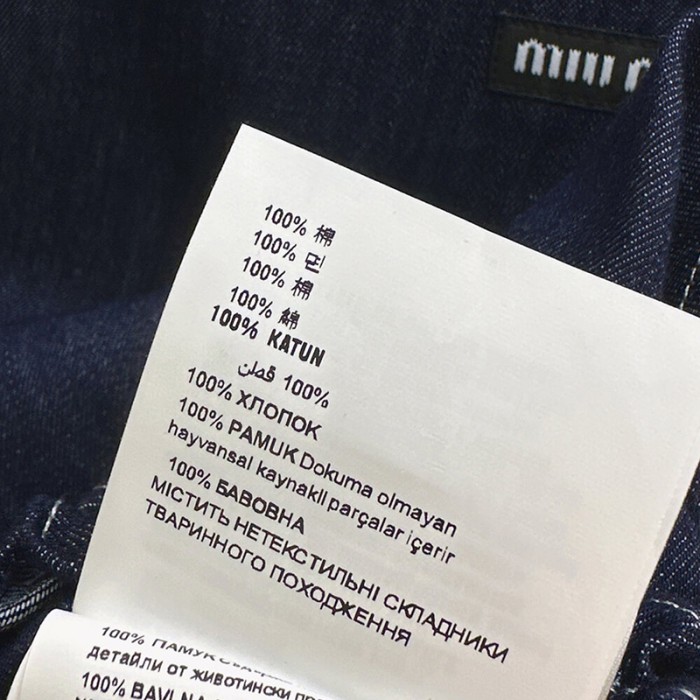 miu
100% 棉
100% 면
100% 棉
100% 綿
100% KATUN
100% قطن
100% ХЛОПОК
100% PAMUK Dokuma olmayan
hayvansal kaynaklı parçalar içerir
100% БАВОВНА
МІСТИТЬ НЕТЕКСТИЛЬНІ СКЛАДНИКИ
ТВАРИННОГО ПОХОДЖЕННЯ
100% ПАМУК
детайли от животински
100% BAVLNA